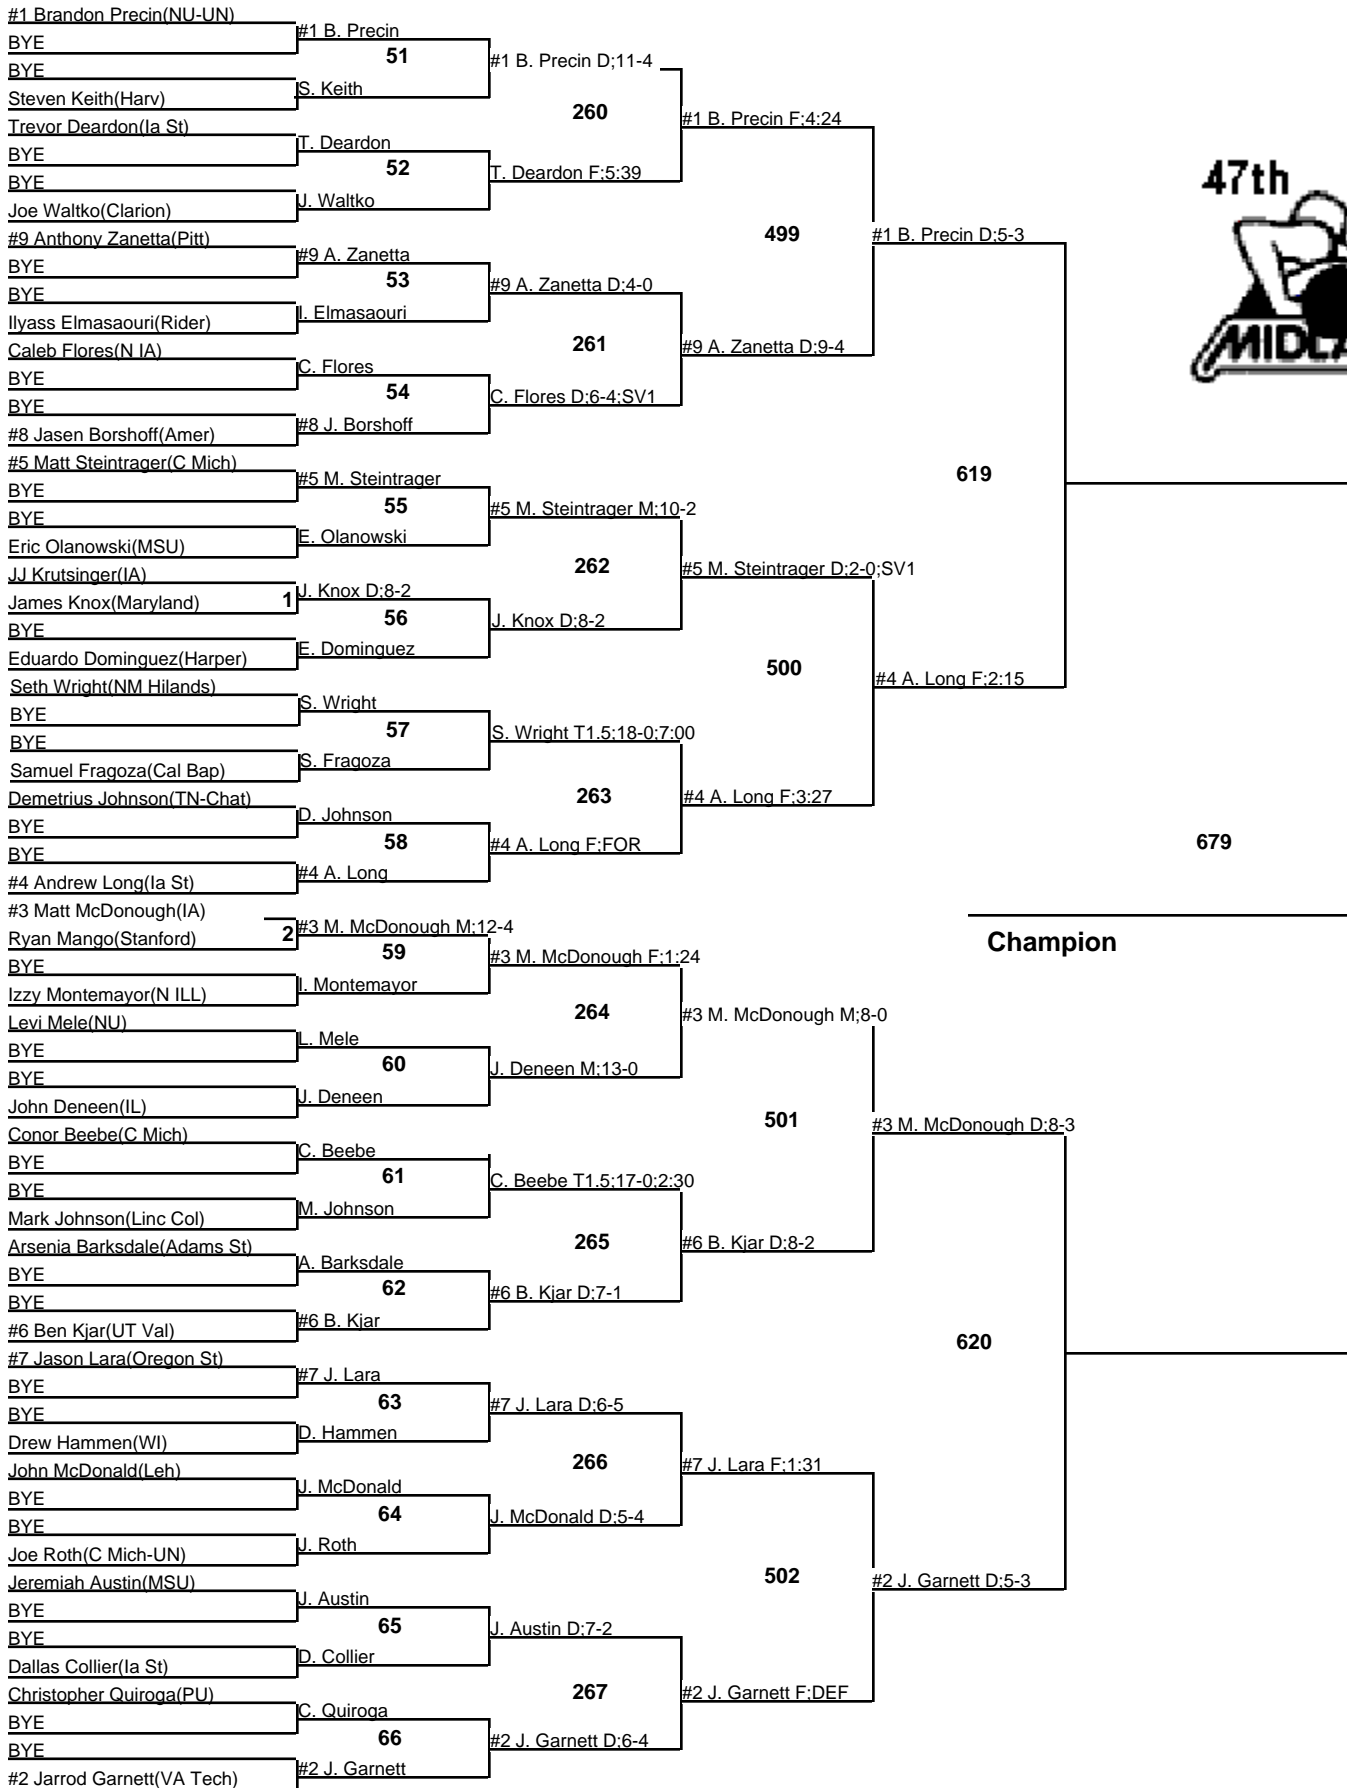 #1 Brandon Precin(NU-UN)
BYE
BYE
Steven Keith(Harv)
Trevor Deardon(Ia St)
BYE
BYE
Joe Waltko(Clarion)
#9 Anthony Zanetta(Pitt)
BYE
BYE
Ilyass Elmasaouri(Rider)
Caleb Flores(N IA)
BYE
BYE
#8 Jasen Borshoff(Amer)
#5 Matt Steintrager(C Mich)
BYE
BYE
Eric Olanowski(MSU)
JJ Krutsinger(IA)
James Knox(Maryland) 1
BYE
Eduardo Dominguez(Harper)
Seth Wright(NM Hilands)
BYE
BYE
Samuel Fragoza(Cal Bap)
Demetrius Johnson(TN-Chat)
BYE
BYE
#4 Andrew Long(Ia St)
#3 Matt McDonough(IA)
Ryan Mango(Stanford) 2
BYE
Izzy Montemayor(N ILL)
Levi Mele(NU)
BYE
BYE
John Deneen(IL)
Conor Beebe(C Mich)
BYE
BYE
Mark Johnson(Linc Col)
Arsenia Barksdale(Adams St)
BYE
BYE
#6 Ben Kjar(UT Val)
#7 Jason Lara(Oregon St)
BYE
BYE
Drew Hammen(WI)
John McDonald(Leh)
BYE
BYE
Joe Roth(C Mich-UN)
Jeremiah Austin(MSU)
BYE
BYE
Dallas Collier(Ia St)
Christopher Quiroga(PU)
BYE
BYE
#2 Jarrod Garnett(VA Tech)
#1 B. Precin
51
S. Keith
T. Deardon
52
J. Waltko
#9 A. Zanetta
53
I. Elmasaouri
C. Flores
54
#8 J. Borshoff
#5 M. Steintrager
55
E. Olanowski
J. Knox D;8-2
56
E. Dominguez
S. Wright
57
S. Fragoza
D. Johnson
58
#4 A. Long
#3 M. McDonough M;12-4
59
I. Montemayor
L. Mele
60
J. Deneen
C. Beebe
61
M. Johnson
A. Barksdale
62
#6 B. Kjar
#7 J. Lara
63
D. Hammen
J. McDonald
64
J. Roth
J. Austin
65
D. Collier
C. Quiroga
66
#2 J. Garnett
#1 B. Precin D;11-4
260
T. Deardon F;5:39
#9 A. Zanetta D;4-0
261
C. Flores D;6-4;SV1
#5 M. Steintrager M;10-2
262
J. Knox D;8-2
S. Wright T1.5;18-0;7:00
263
#4 A. Long F;FOR
#3 M. McDonough F;1:24
264
J. Deneen M;13-0
C. Beebe T1.5;17-0;2:30
265
#6 B. Kjar D;7-1
#7 J. Lara D;6-5
266
J. McDonald D;5-4
J. Austin D;7-2
267
#2 J. Garnett D;6-4
#1 B. Precin F;4:24
499
#9 A. Zanetta D;9-4
#5 M. Steintrager D;2-0;SV1
500
#4 A. Long F;3:27
#3 M. McDonough M;8-0
501
#6 B. Kjar D;8-2
#7 J. Lara F;1:31
502
#2 J. Garnett F;DEF
#1 B. Precin D;5-3
619
#4 A. Long F;2:15
#3 M. McDonough D;8-3
620
#2 J. Garnett D;5-3
47th
679
Champion